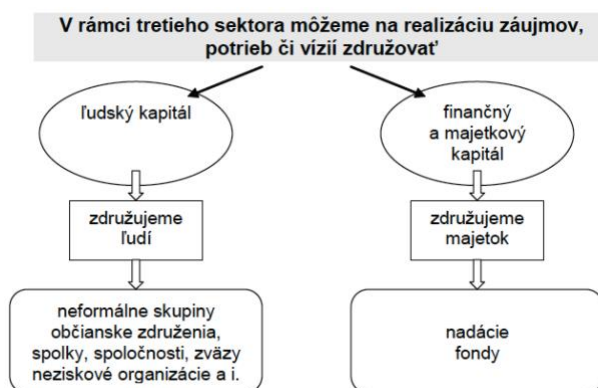 V rámci tretieho sektora môžeme na realizáciu záujmov,
potrieb či vízií združovať
ľudský kapitál
finančný
a majetkový
kapitál
združujeme
ľudí
združujeme
majetok
neformálne skupiny
občianske združenia,
spolky, spoločnosti, zväzy
neziskové organizácie a i.
nadácie
fondy